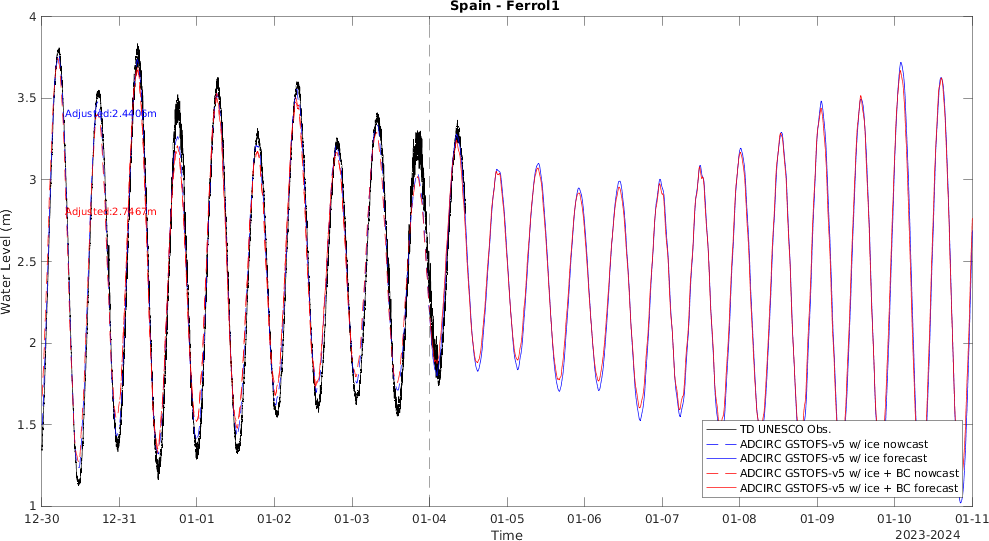 Spain - Ferrol1
4
3.5
3
2.5
2
1.5
1
Water Level (m)
Adjusted:2.4406m
Adjusted:2.7467m
TD UNESCO Obs.
ADCIRC GSTOFS-v5 w/ ice nowcast
ADCIRC GSTOFS-v5 w/ ice forecast
ADCIRC GSTOFS-v5 w/ ice + BC nowcast
ADCIRC GSTOFS-v5 w/ ice + BC forecast
12-30 12-31 01-01 01-02 01-03 01-04 01-05 01-06 01-07 01-08 01-09 01-10 01-11
Time
2023-2024